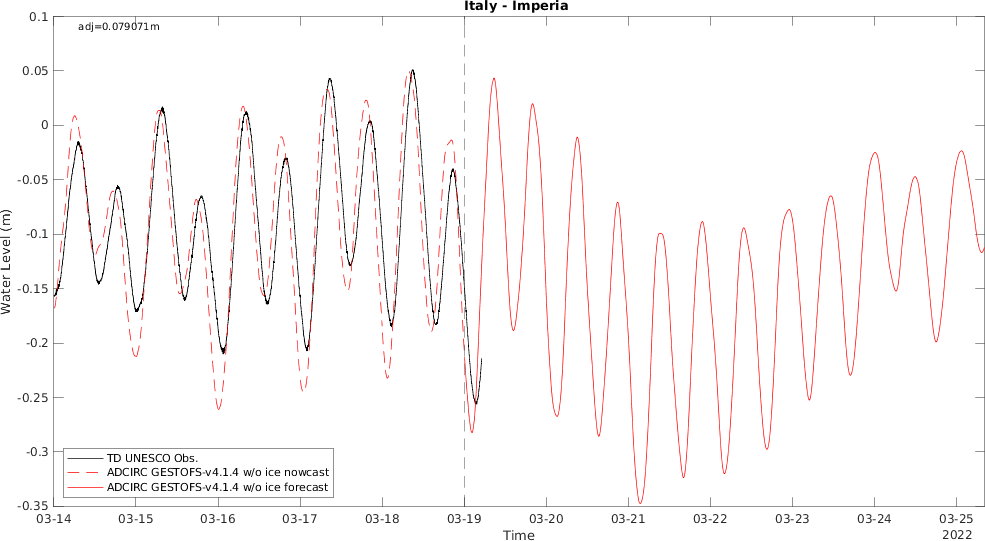 Italy - Imperia
adj=0.079071m
0.1
0.05
0
-0.05
-0.1
-0.15
-0.2
-0.25
-0.3
-0.35
Water Level (m)
TD UNESCO Obs.
ADCIRC GESTOFS-v4.1.4 w/o ice nowcast
ADCIRC GESTOFS-v4.1.4 w/o ice forecast
03-14 03-15 03-16 03-17 03-18 03-19 03-20 03-21 03-22 03-23 03-24 03-25
Time
2022